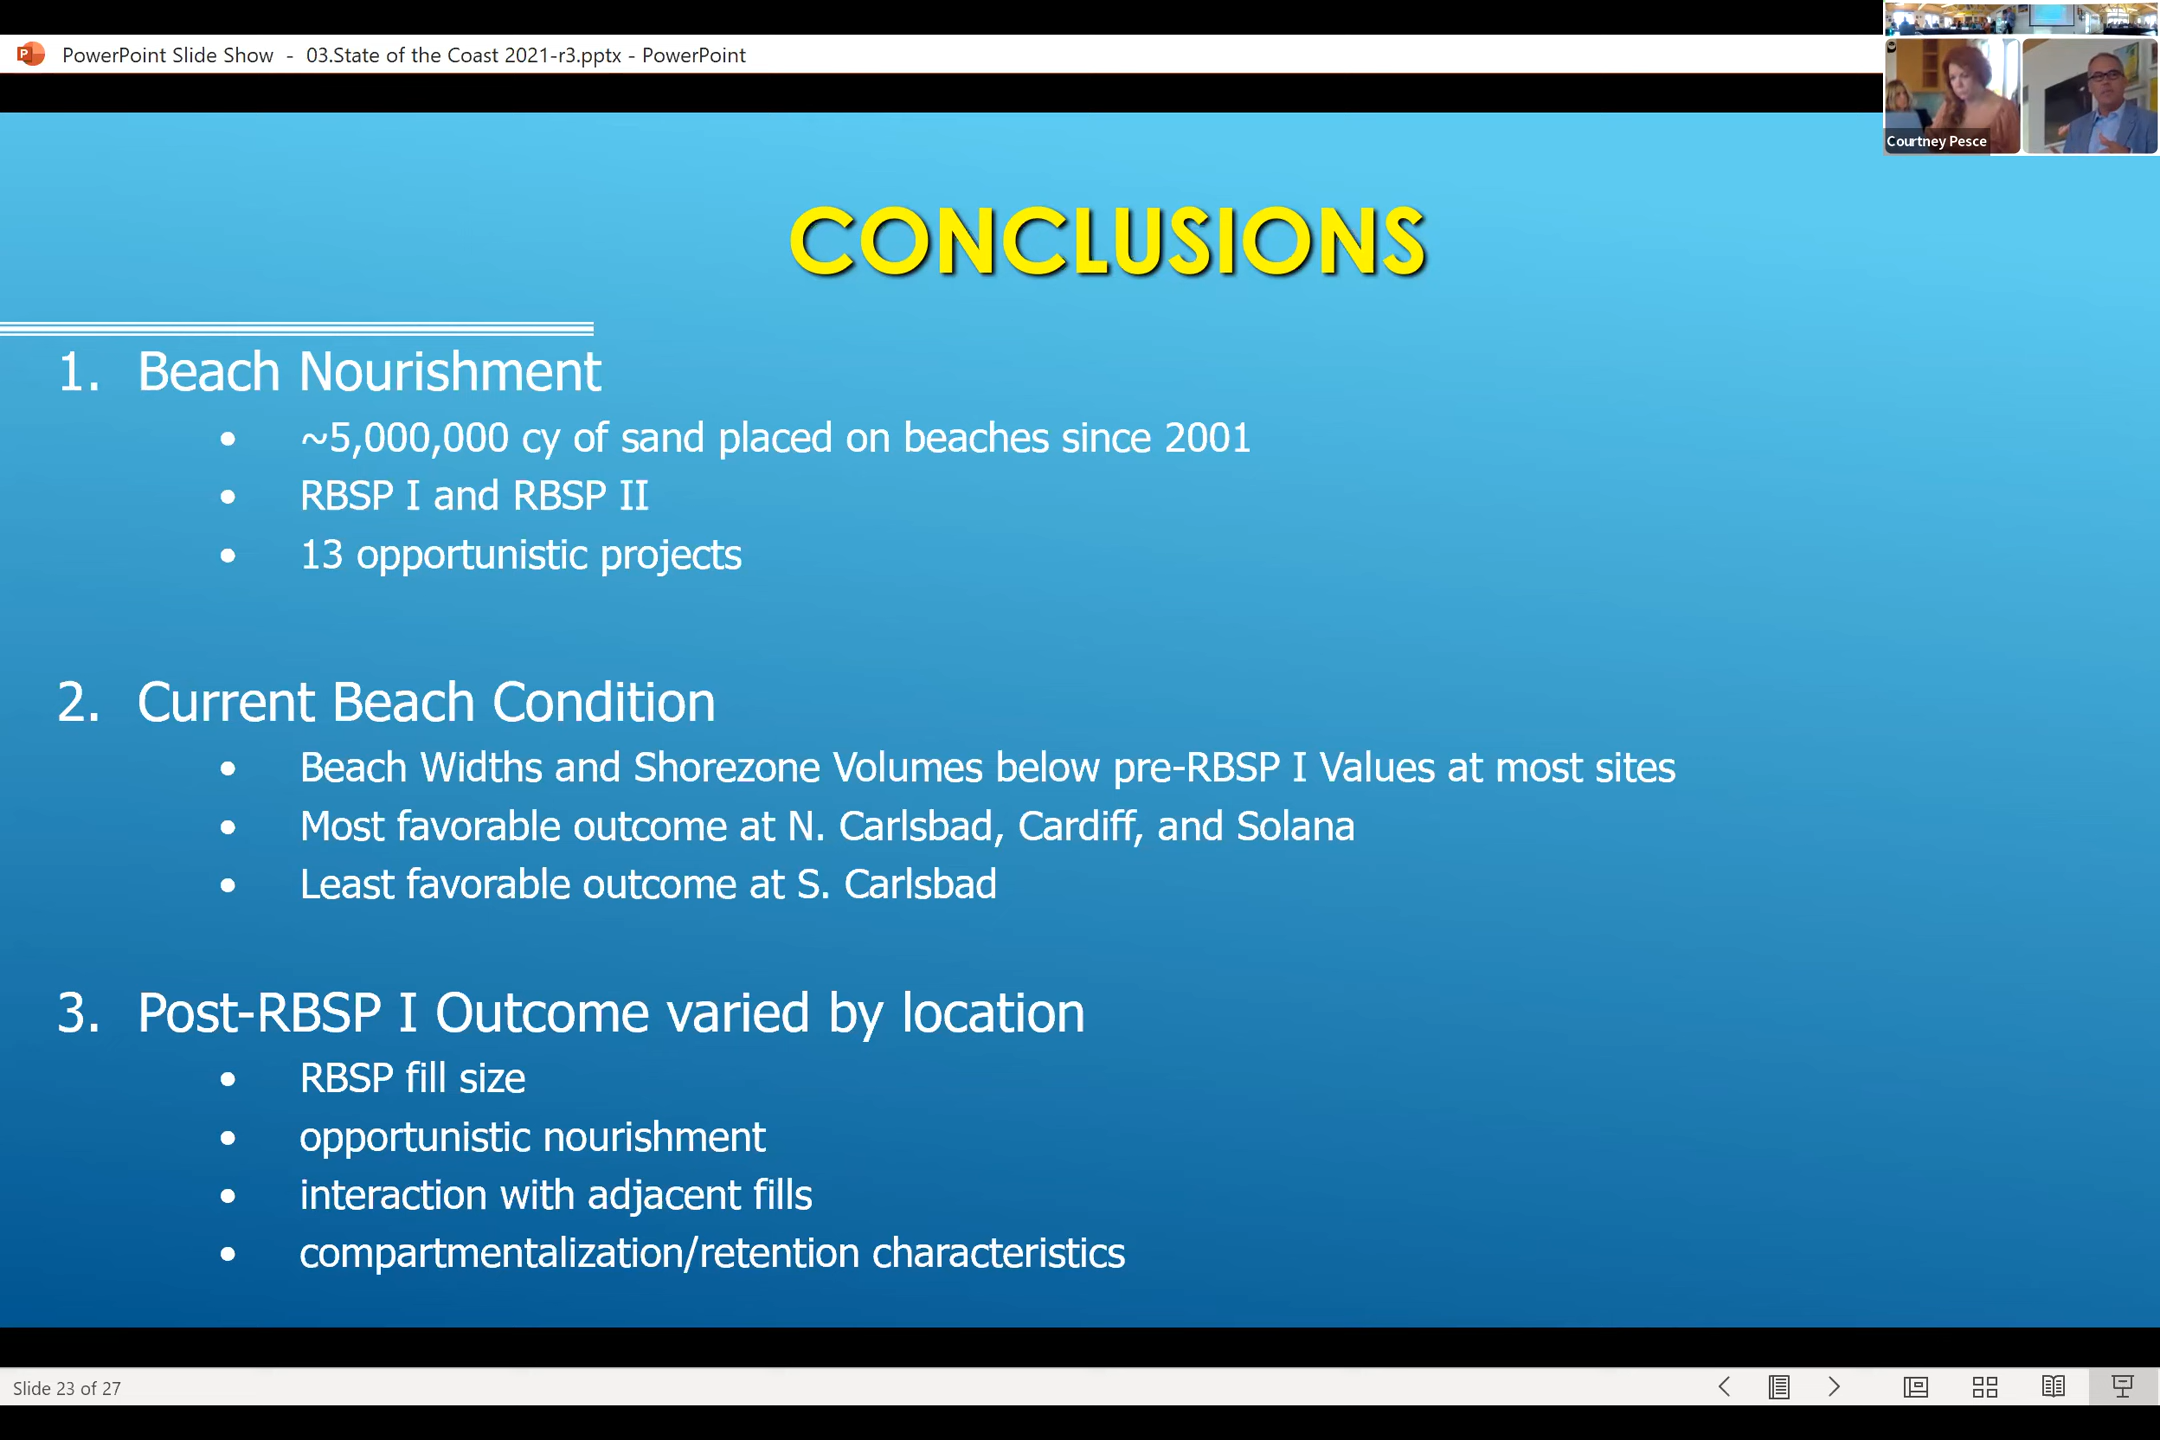 PowerPoint Slide Show - 03.State of the Coast 2021-r3.pptx - PowerPoint
Courtney Pesce
CONCLUSIONS
1. Beach Nourishment
• ~5,000,000 cy of sand placed on beaches since 2001
• RBSP I and RBSP II
• 13 opportunistic projects
2. Current Beach Condition
• Beach Widths and Shorezone Volumes below pre-RBSP I Values at most sites
• Most favorable outcome at N. Carlsbad, Cardiff, and Solana
• Least favorable outcome at S. Carlsbad
3. Post-RBSP I Outcome varied by location
• RBSP fill size
• opportunistic nourishment
• interaction with adjacent fills
• compartmentalization/retention characteristics
Slide 23 of 27